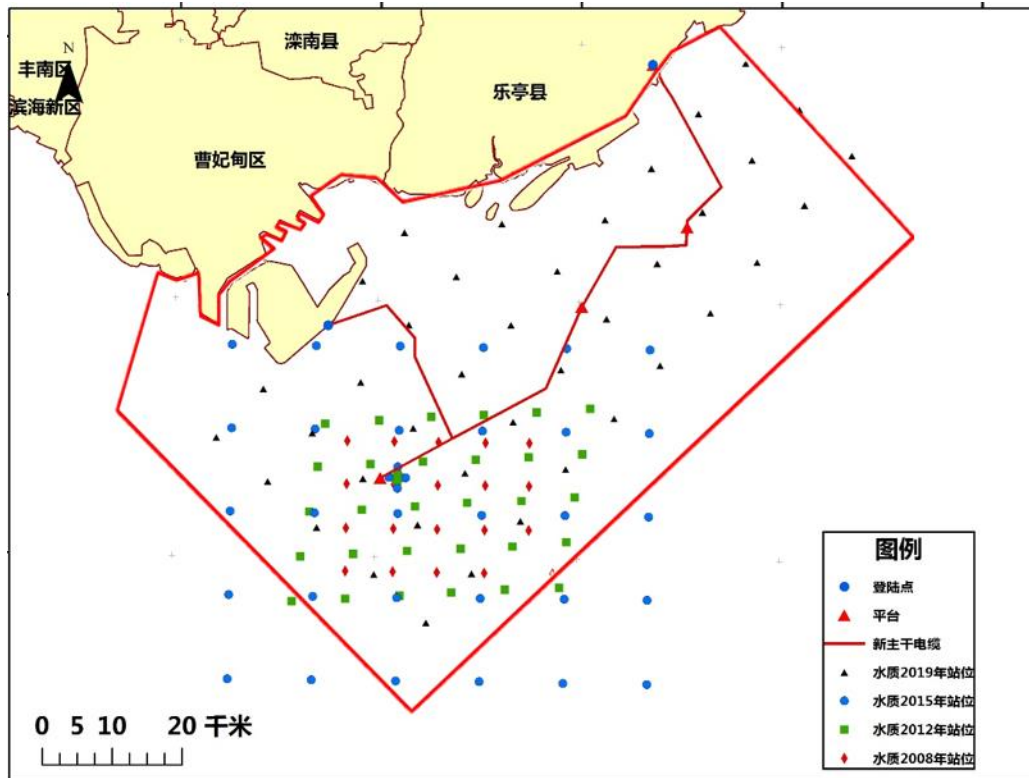 滦南县
N
丰南区
乐亭县
滨海新区
曹妃甸区
图例
登陆点
平台
新主干电缆
水质2019年站位
水质2015年站位
水质2012年站位
水质2008年站位
0 5 10 20 千米